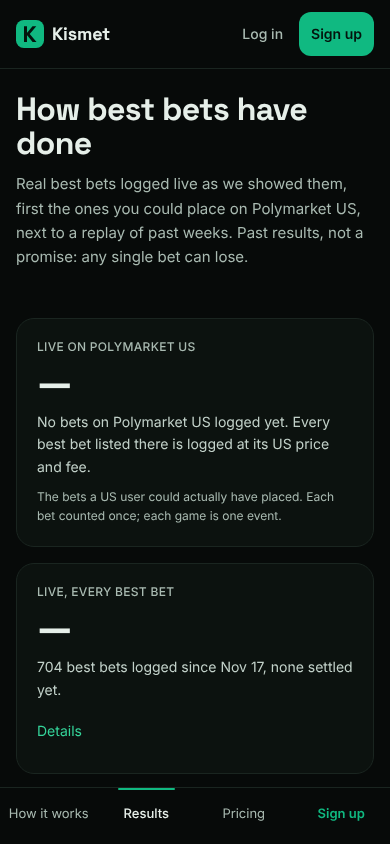 K Kismet
Log in
Sign up
How best bets have
done
Real best bets logged live as we showed them,
first the ones you could place on Polymarket US,
next to a replay of past weeks. Past results, not a
promise: any single bet can lose.
LIVE ON POLYMARKET US
—
No bets on Polymarket US logged yet. Every
best bet listed there is logged at its US price
and fee.
The bets a US user could actually have placed. Each
bet counted once; each game is one event.
LIVE, EVERY BEST BET
—
704 best bets logged since Nov 17, none settled
yet.
Details
How it works
Results
Pricing
Sign up